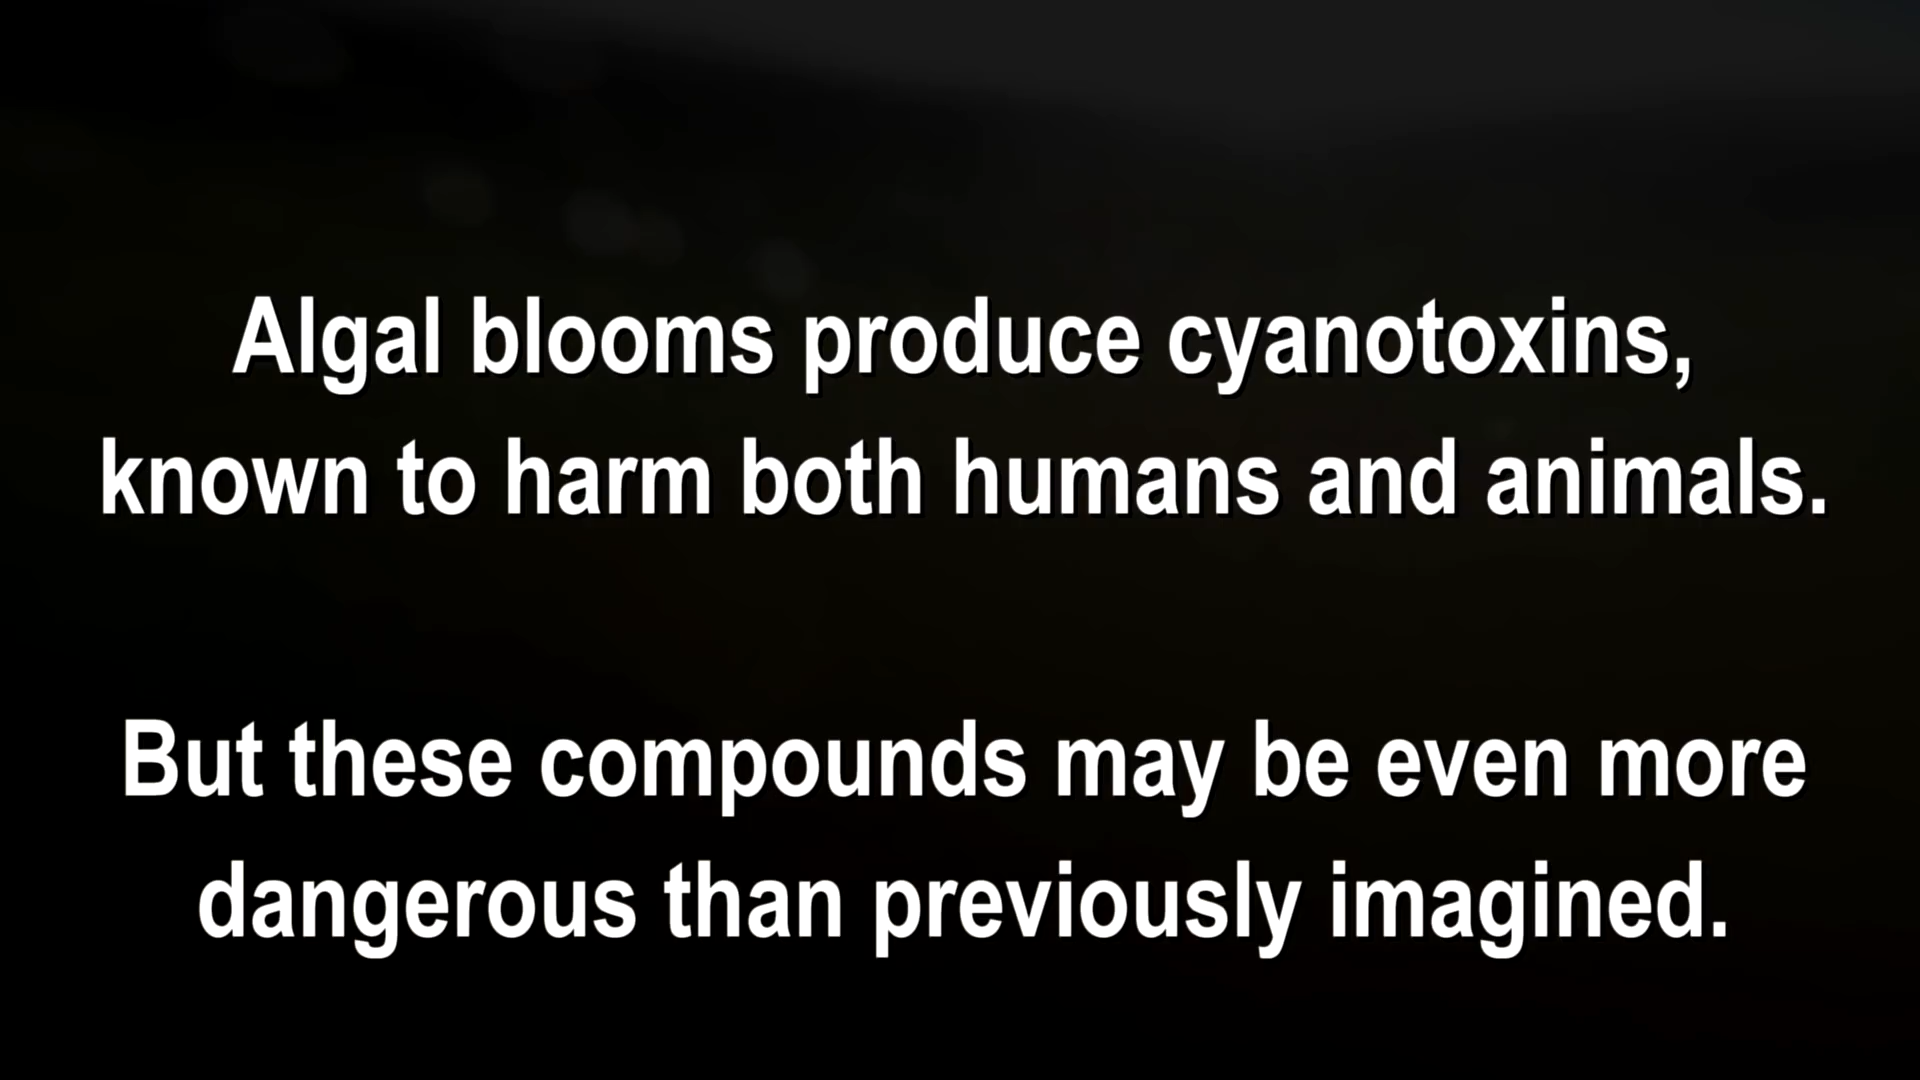 Algal blooms produce cyanotoxins,
known to harm both humans and animals.
But these compounds may be even more
dangerous than previously imagined.